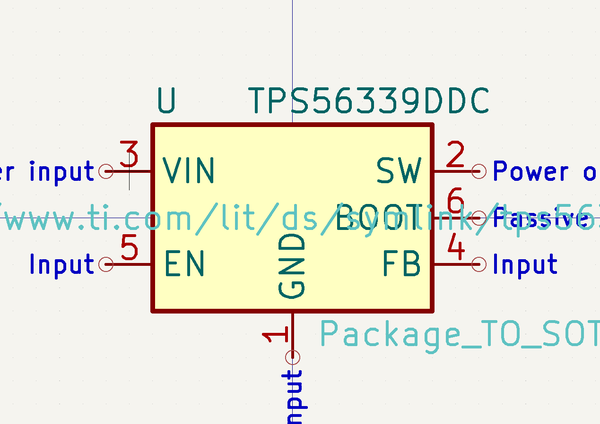 U TPS56339DDC
3 VIN SW 2
er input Power o
www.ti.com/lit/ds/symlink/tps563
BOOT 6 Passive
Input 5 EN FB 4 Input
GND
1 Package_TO_SOT
nput